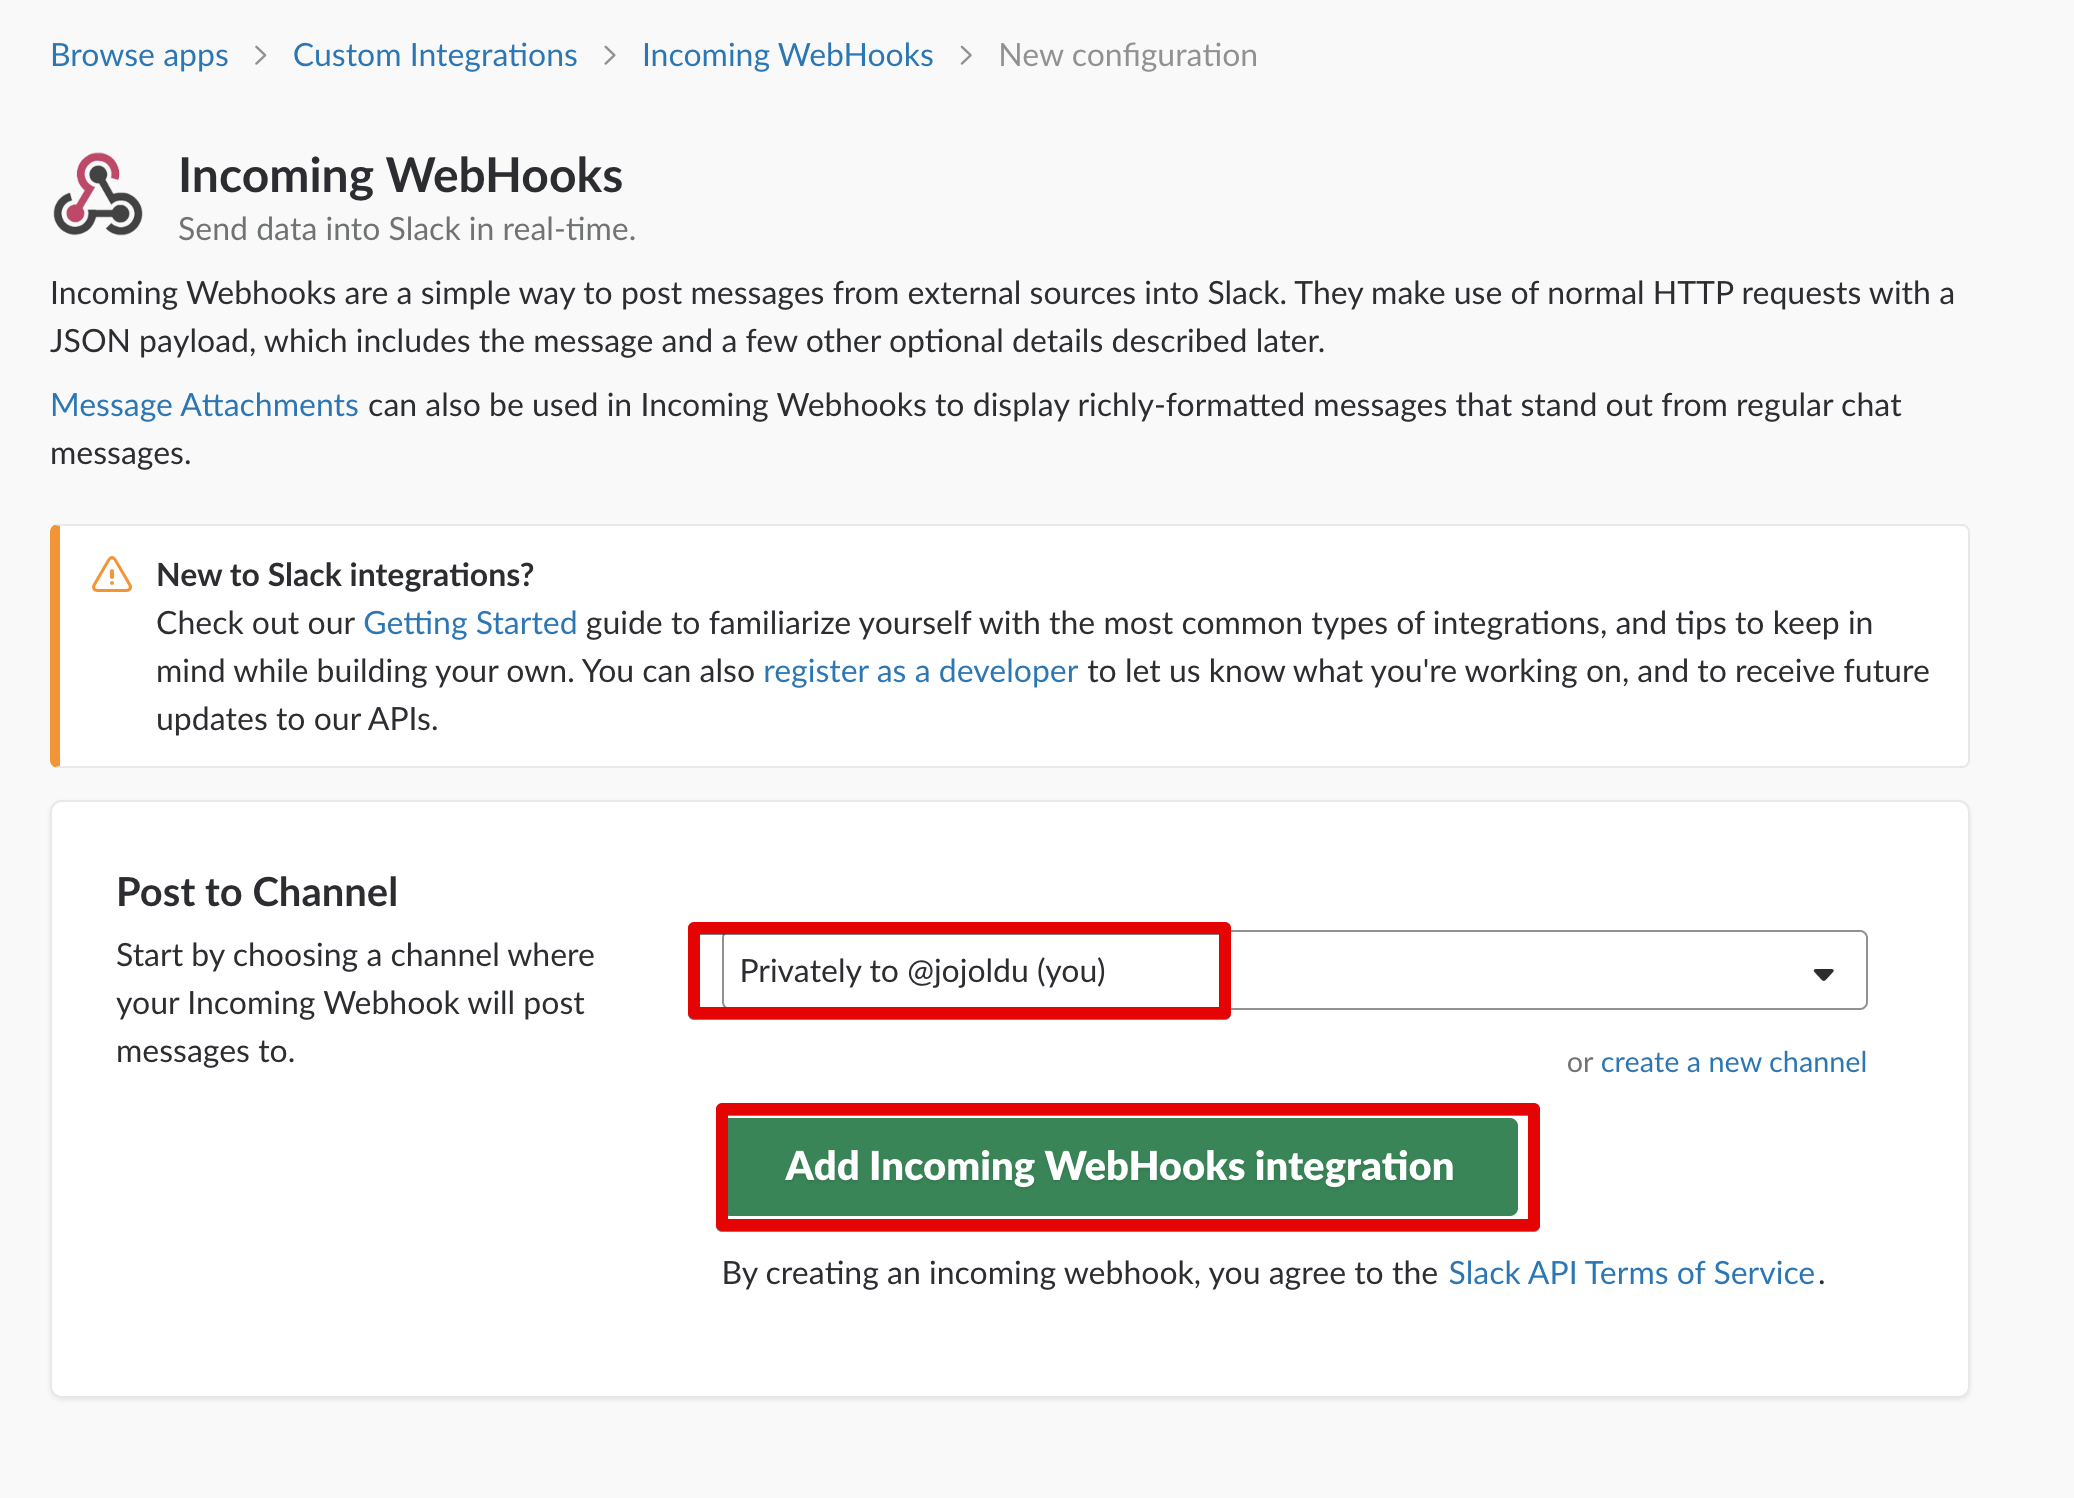 Browse apps > Custom Integrations > Incoming WebHooks > New configuration
Incoming WebHooks
Send data into Slack in real-time.
Incoming Webhooks are a simple way to post messages from external sources into Slack. They make use of normal HTTP requests with a
JSON payload, which includes the message and a few other optional details described later.
Message Attachments can also be used in Incoming Webhooks to display richly-formatted messages that stand out from regular chat
messages.
New to Slack integrations?
Check out our Getting Started guide to familiarize yourself with the most common types of integrations, and tips to keep in
mind while building your own. You can also register as a developer to let us know what you're working on, and to receive future
updates to our APIs.
Post to Channel
Start by choosing a channel where
your Incoming Webhook will post
messages to.
Privately to @jojoldu (you)
or create a new channel
Add Incoming WebHooks integration
By creating an incoming webhook, you agree to the Slack API Terms of Service.